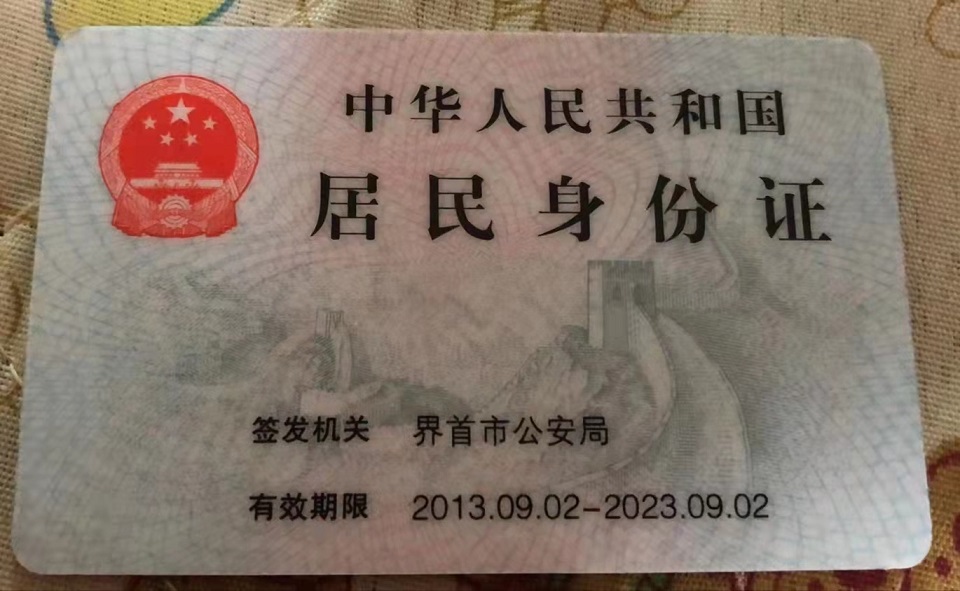 中华人民共和国
居民身份证
签发机关 界首市公安局
有效期限 2013.09.02-2023.09.02